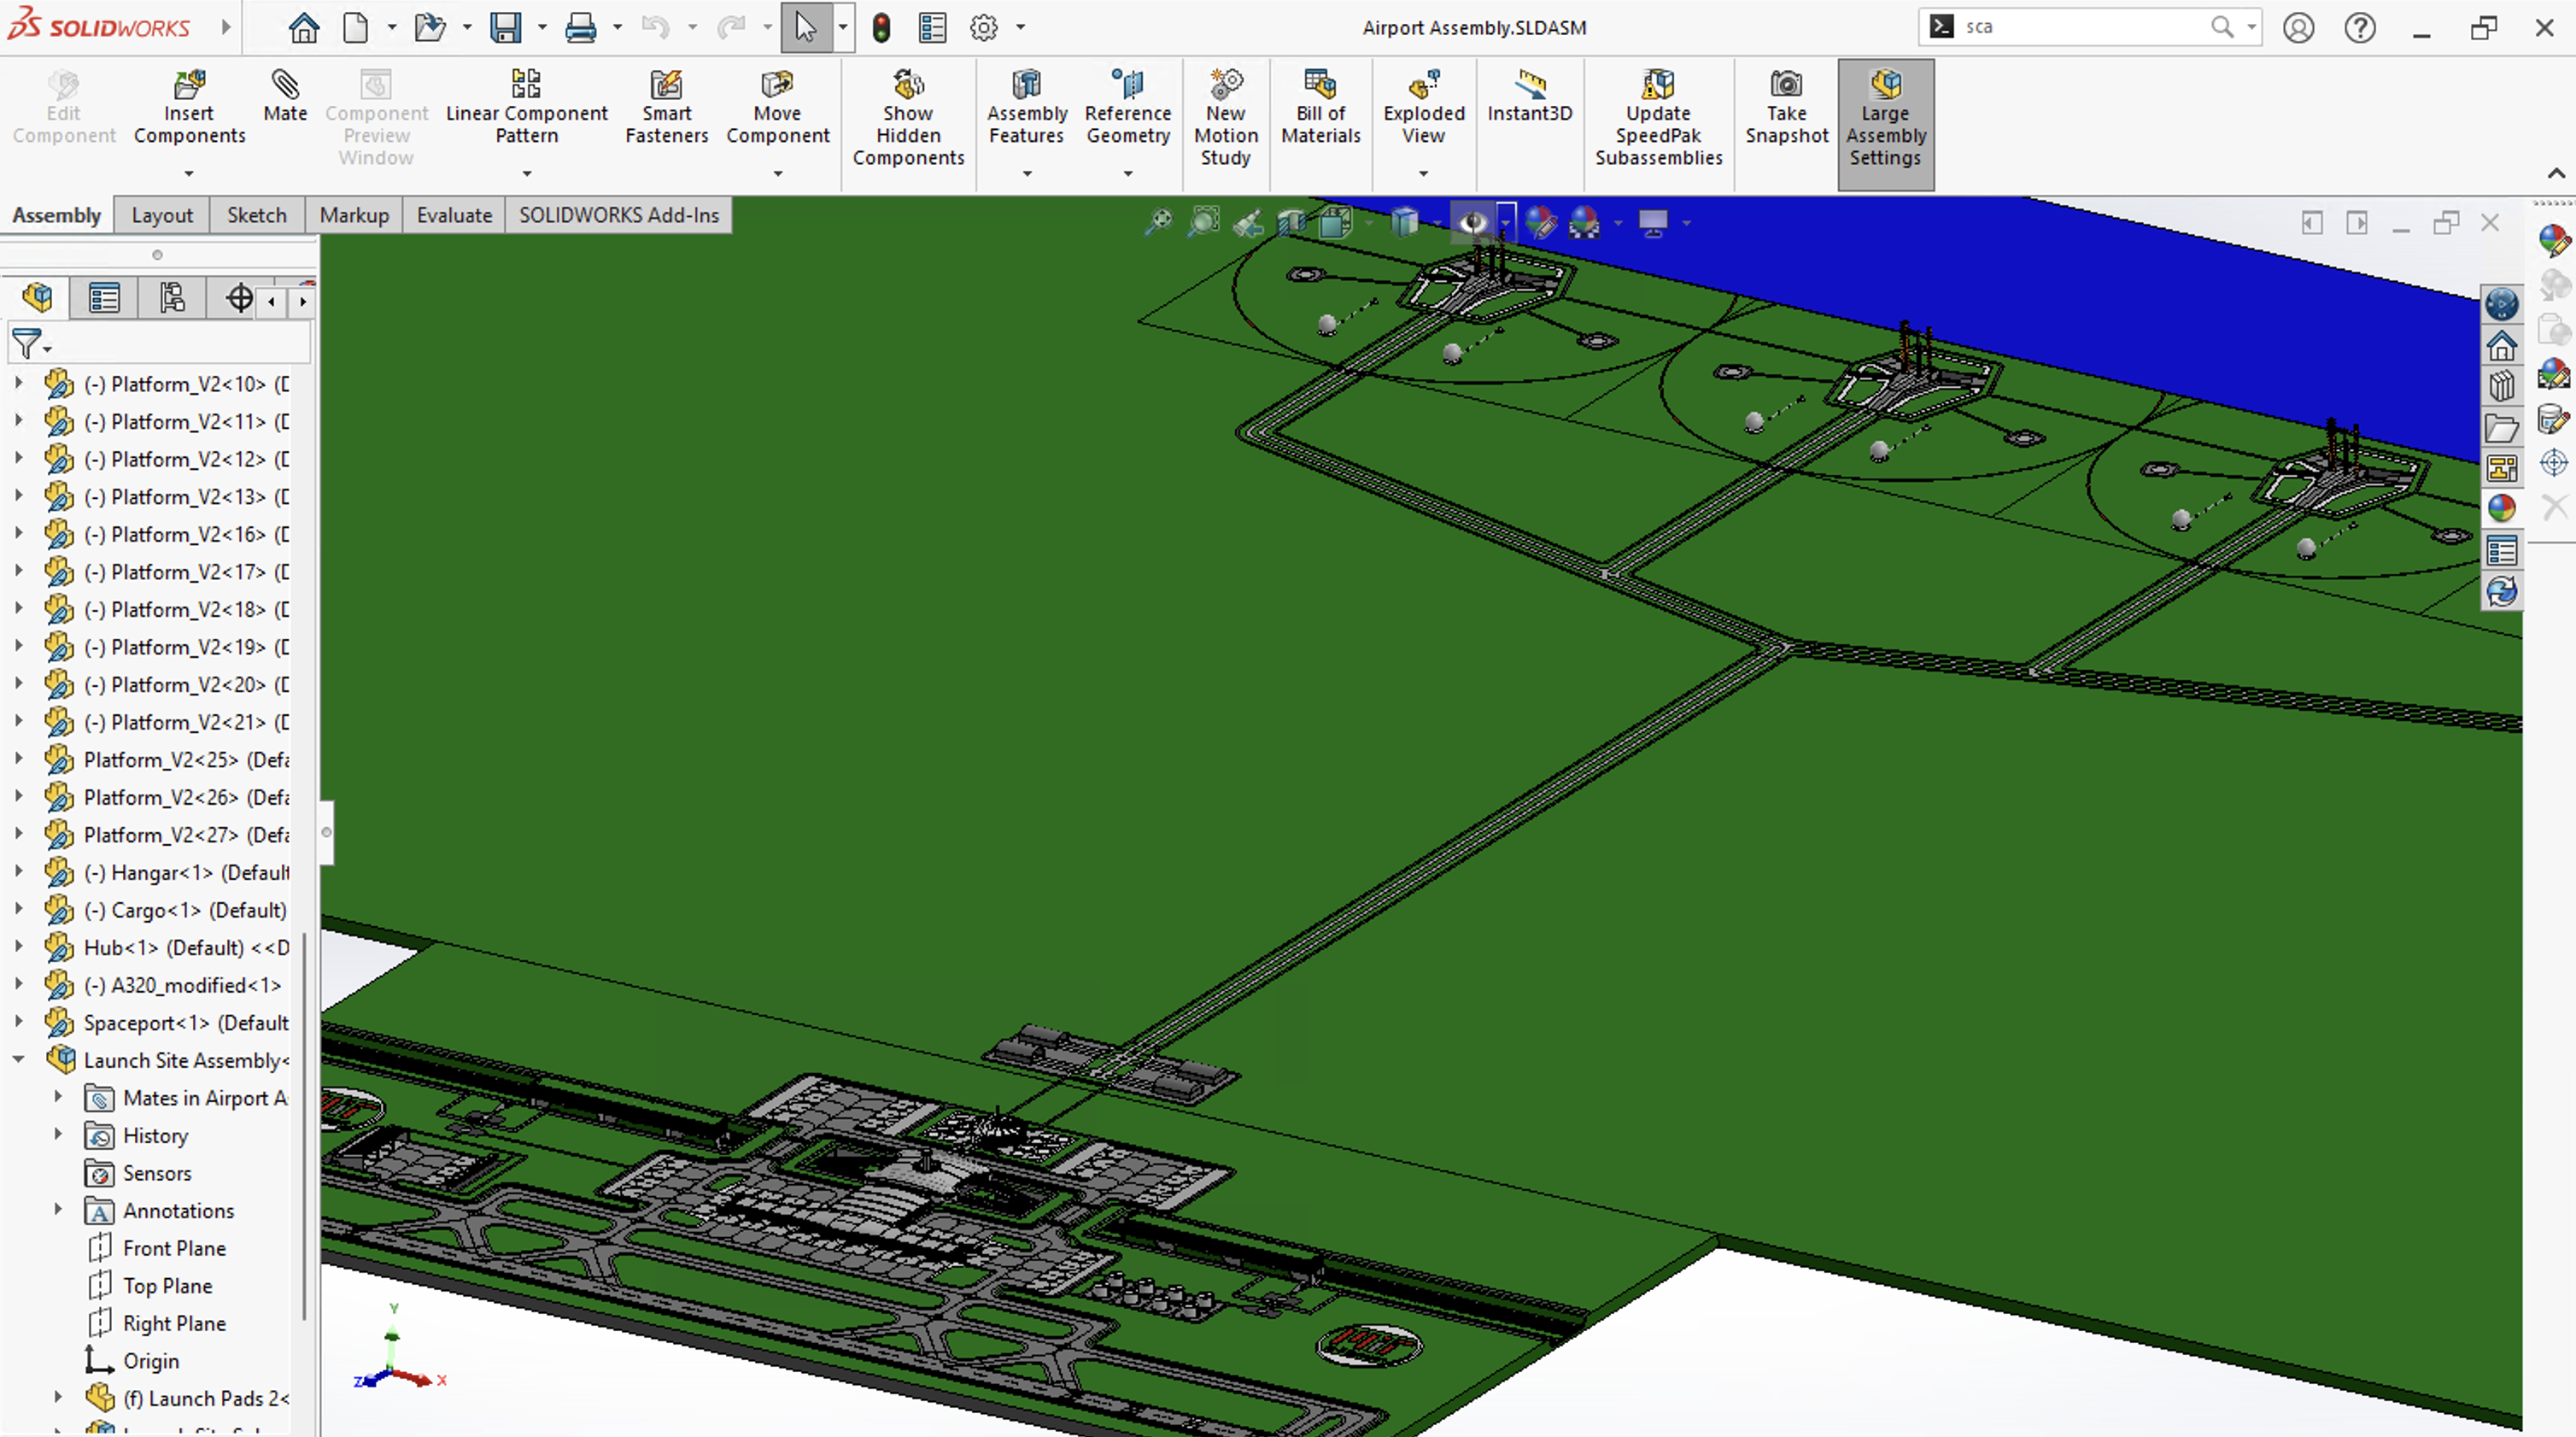 SOLIDWORKS
Airport Assembly.SLDASM
sca
Edit Component
Insert Components
Mate
Component Preview Window
Linear Component Pattern
Smart Fasteners
Move Component
Show Hidden Components
Assembly Features
Reference Geometry
New Motion Study
Bill of Materials
Exploded View
Instant3D
Update SpeedPak Subassemblies
Take Snapshot
Large Assembly Settings
Assembly
Layout
Sketch
Markup
Evaluate
SOLIDWORKS Add-Ins
(-) Platform_V2<10> (D
(-) Platform_V2<11> (D
(-) Platform_V2<12> (D
(-) Platform_V2<13> (D
(-) Platform_V2<16> (D
(-) Platform_V2<17> (D
(-) Platform_V2<18> (D
(-) Platform_V2<19> (D
(-) Platform_V2<20> (D
(-) Platform_V2<21> (D
Platform_V2<25> (Defa
Platform_V2<26> (Defa
Platform_V2<27> (Defa
(-) Hangar<1> (Default
(-) Cargo<1> (Default)
Hub<1> (Default) <<D
(-) A320_modified<1>
Spaceport<1> (Default
Launch Site Assembly<
Mates in Airport A
History
Sensors
Annotations
Front Plane
Top Plane
Right Plane
Origin
(f) Launch Pads 2<
Y
Z
X